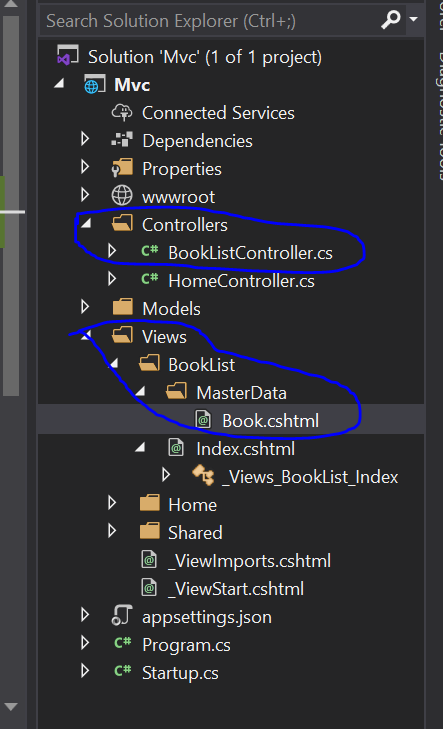 Search Solution Explorer (Ctrl+;)
Solution 'Mvc' (1 of 1 project)
Mvc
Connected Services
Dependencies
Properties
wwwroot
Controllers
C# BookListController.cs
C# HomeController.cs
Models
Views
BookList
MasterData
Book.cshtml
Index.cshtml
_Views_BookList_Index
Home
Shared
_ViewImports.cshtml
_ViewStart.cshtml
appsettings.json
C# Program.cs
C# Startup.cs
Diagnostic Tools